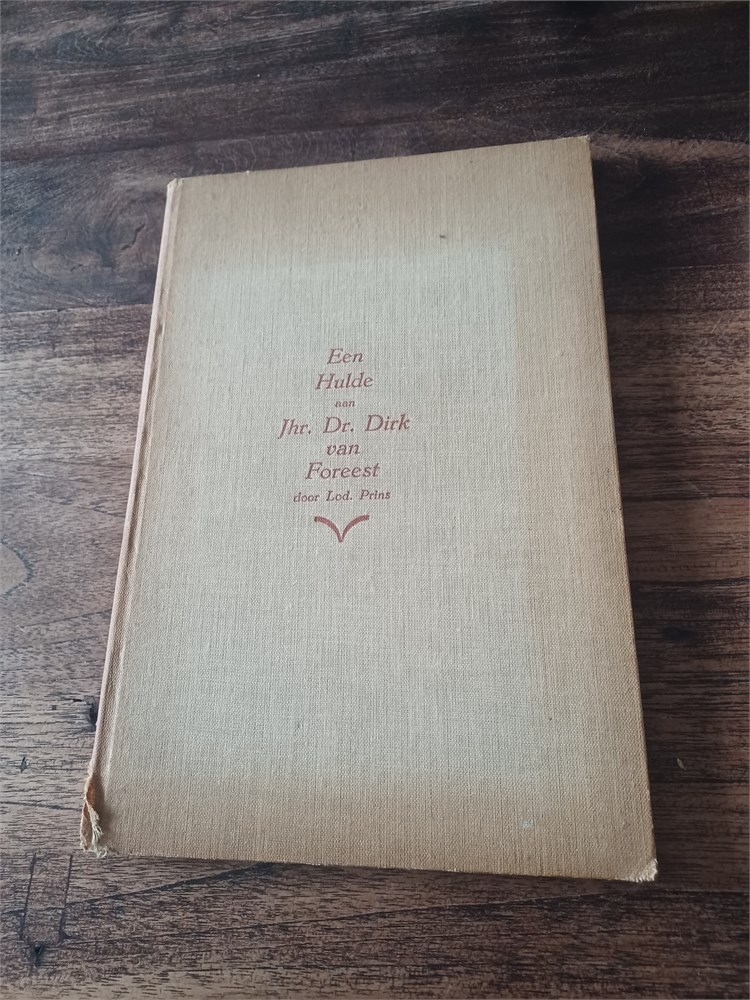 Een
Hulde
aan
Jhr. Dr. Dirk
van
Foreest
door Lod. Prins